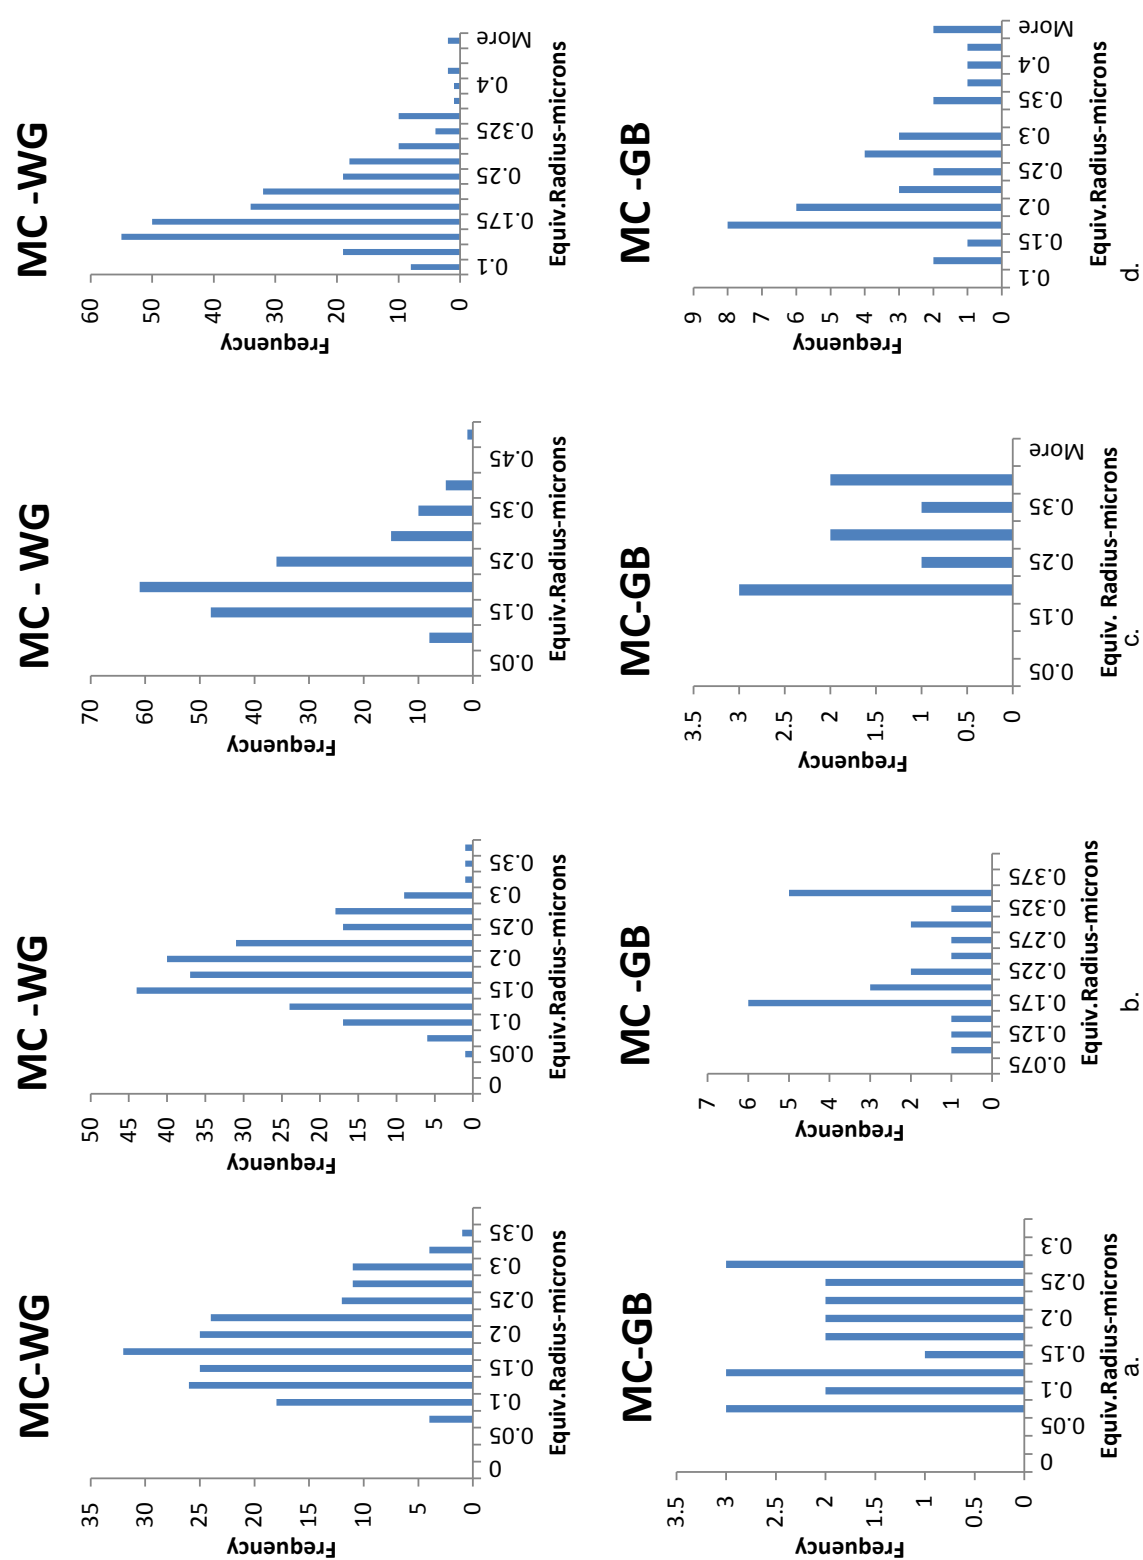 MC-WG
35
30
25
20
15
10
5
0
Frequency
0 0.05 0.1 0.15 0.2 0.25 0.3 0.35
Equiv.Radius-microns
MC -WG
50
45
40
35
30
25
20
15
10
5
0
Frequency
0 0.05 0.1 0.15 0.2 0.25 0.3 0.35
Equiv.Radius-microns
MC - WG
70
60
50
40
30
20
10
0
Frequency
0.05 0.15 0.25 0.35 0.45
Equiv.Radius-microns
MC -WG
60
50
40
30
20
10
0
Frequency
0.1 0.175 0.25 0.325 0.4 More
Equiv.Radius-microns
MC-GB
3.5
3
2.5
2
1.5
1
0.5
0
Frequency
0 0.05 0.1 0.15 0.2 0.25 0.3
Equiv.Radius-microns
a.
MC -GB
7
6
5
4
3
2
1
0
Frequency
0.075 0.125 0.175 0.225 0.275 0.325 0.375
Equiv.Radius-microns
b.
MC-GB
3.5
3
2.5
2
1.5
1
0.5
0
Frequency
0.05 0.15 0.25 0.35 More
Equiv. Radius-microns
c.
MC -GB
9
8
7
6
5
4
3
2
1
0
Frequency
0.1 0.15 0.2 0.25 0.3 0.35 0.4 More
Equiv.Radius-microns
d.